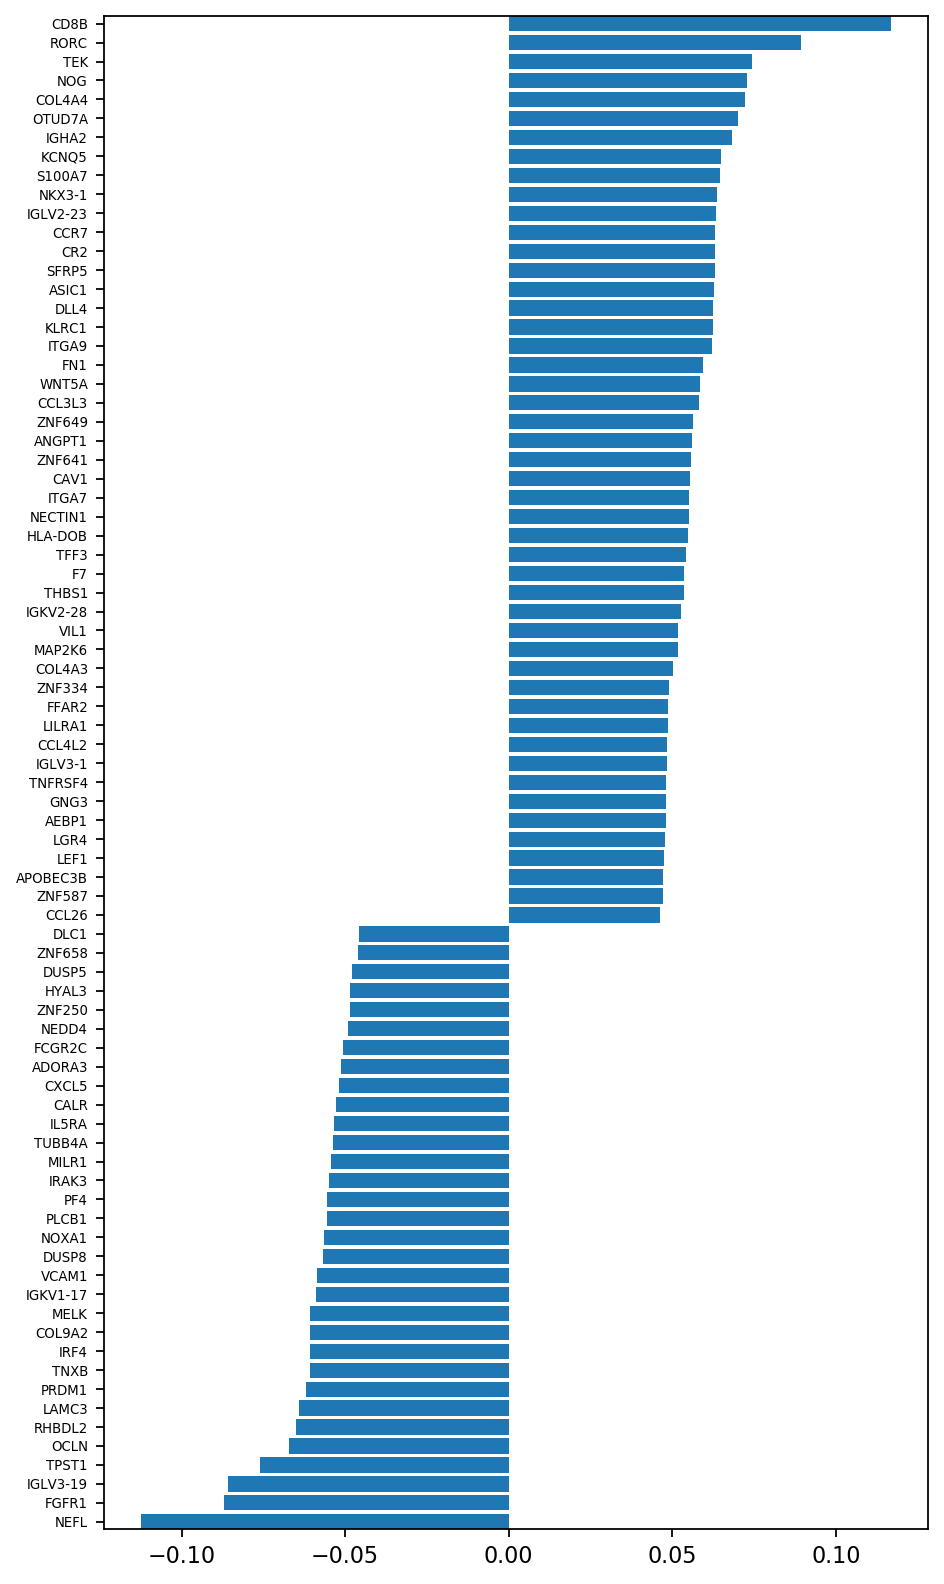 CD8B
RORC
TEK
NOG
COL4A4
OTUD7A
IGHA2
KCNQ5
S100A7
NKX3-1
IGLV2-23
CCR7
CR2
SFRP5
ASIC1
DLL4
KLRC1
ITGA9
FN1
WNT5A
CCL3L3
ZNF649
ANGPT1
ZNF641
CAV1
ITGA7
NECTIN1
HLA-DOB
TFF3
F7
THBS1
IGKV2-28
VIL1
MAP2K6
COL4A3
ZNF334
FFAR2
LILRA1
CCL4L2
IGLV3-1
TNFRSF4
GNG3
AEBP1
LGR4
LEF1
APOBEC3B
ZNF587
CCL26
DLC1
ZNF658
DUSP5
HYAL3
ZNF250
NEDD4
FCGR2C
ADORA3
CXCL5
CALR
IL5RA
TUBB4A
MILR1
IRAK3
PF4
PLCB1
NOXA1
DUSP8
VCAM1
IGKV1-17
MELK
COL9A2
IRF4
TNXB
PRDM1
LAMC3
RHBDL2
OCLN
TPST1
IGLV3-19
FGFR1
NEFL
−0.10 −0.05 0.00 0.05 0.10